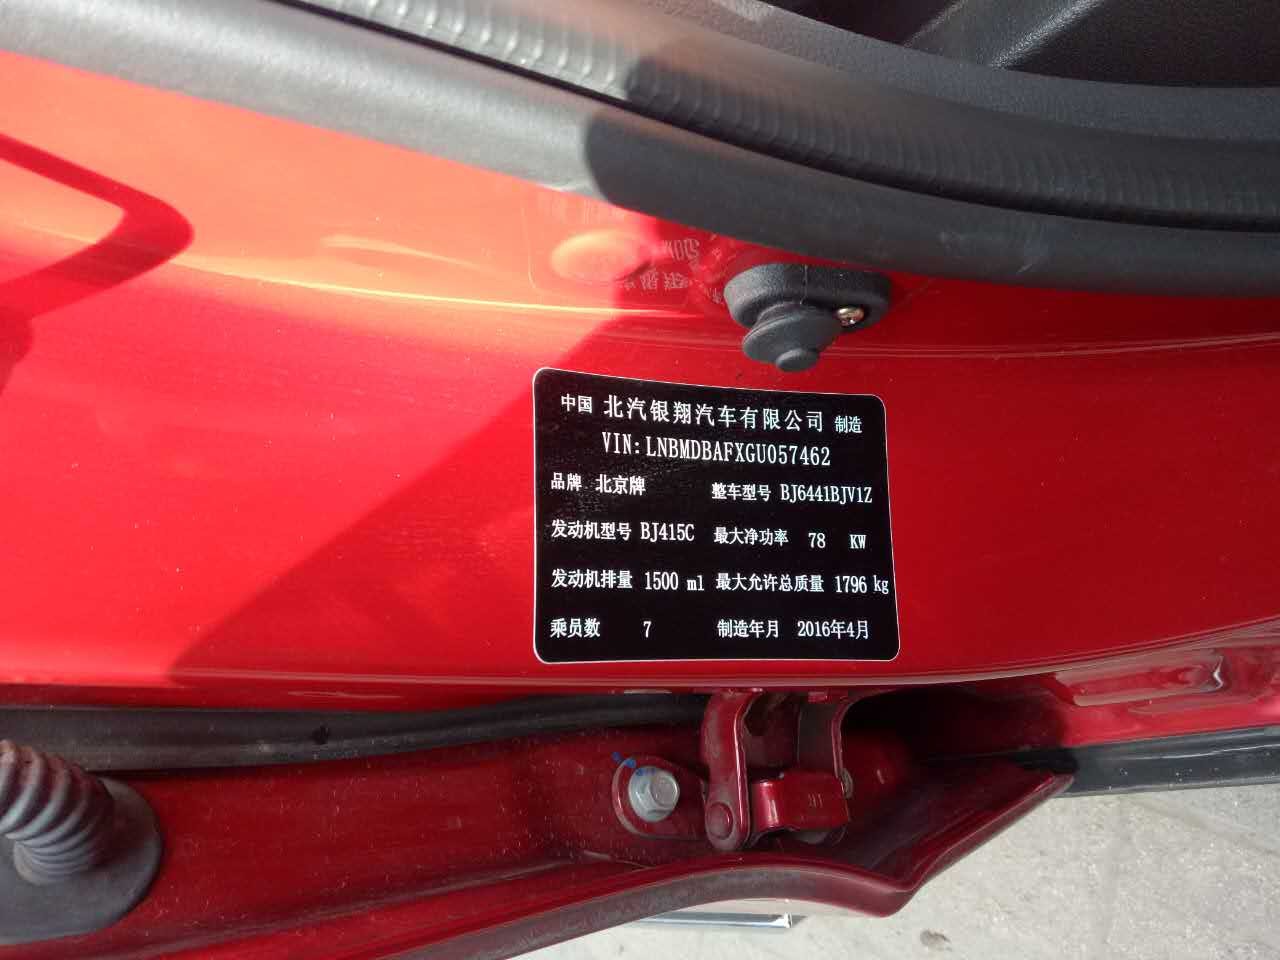 中国 北汽银翔汽车有限公司 制造
VIN: LNBMDBAFXGU057462
品牌 北京牌 整车型号 BJ6441BJV1Z
发动机型号 BJ415C 最大净功率 78 KW
发动机排量 1500 ml 最大允许总质量 1796 kg
乘员数 7 制造年月 2016年4月